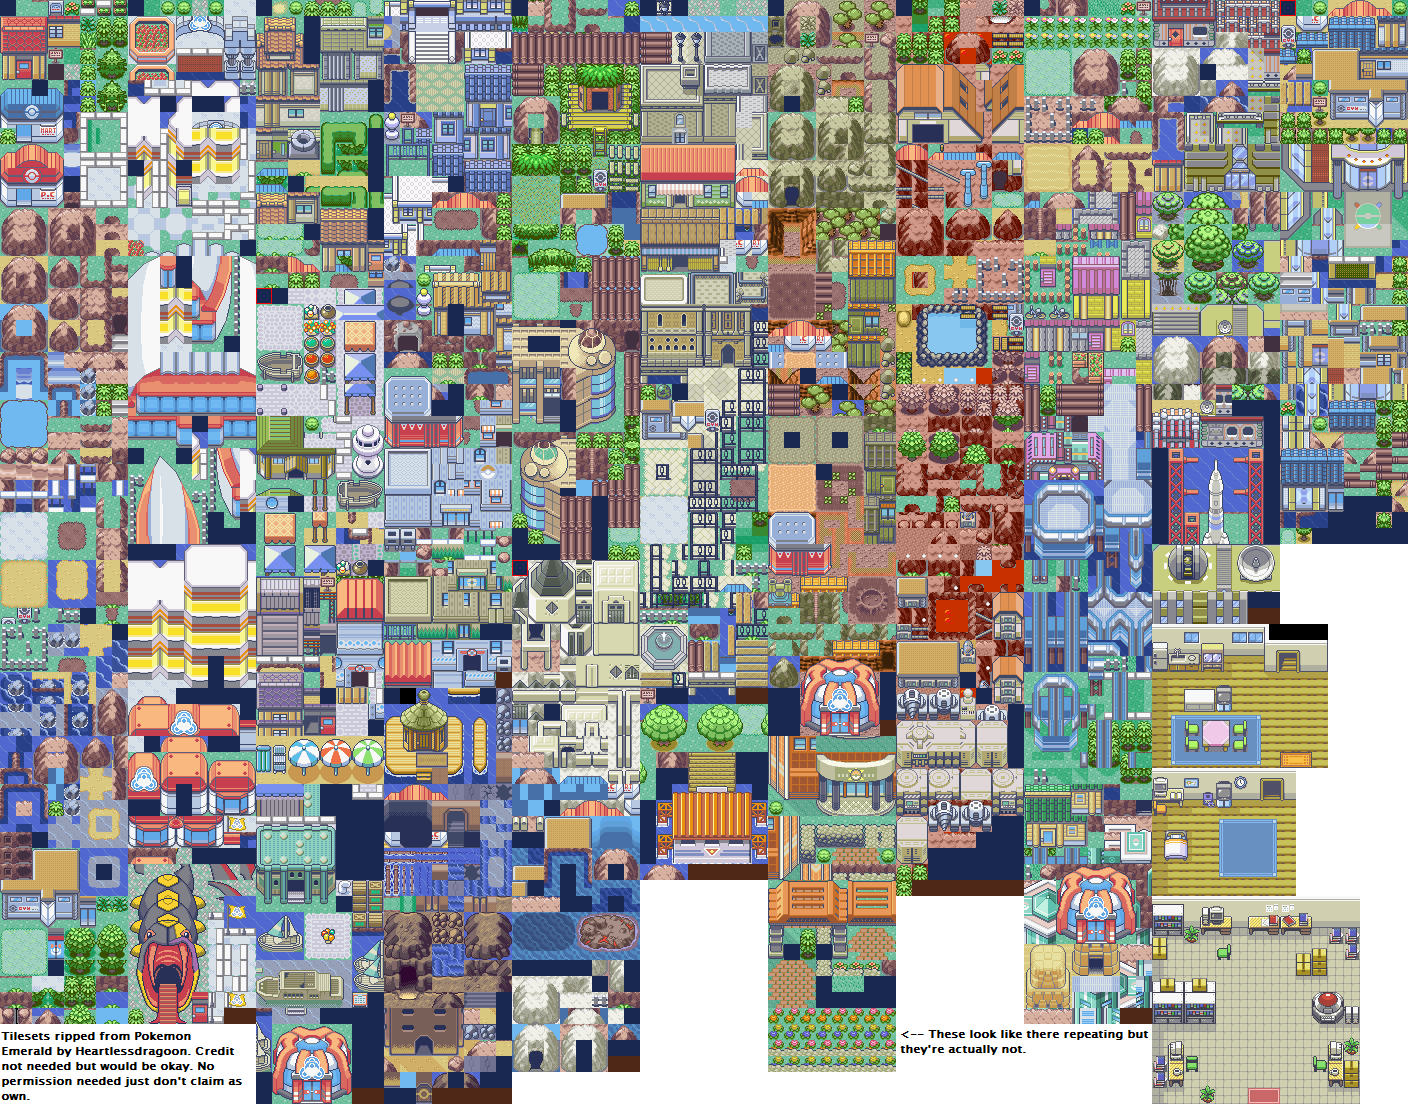 MART
P.C
Tilesets ripped from Pokemon
Emerald by Heartlessdragoon. Credit
not needed but would be okay. No
permission needed just don't claim as
own.
<-- These look like there repeating but
they're actually not.